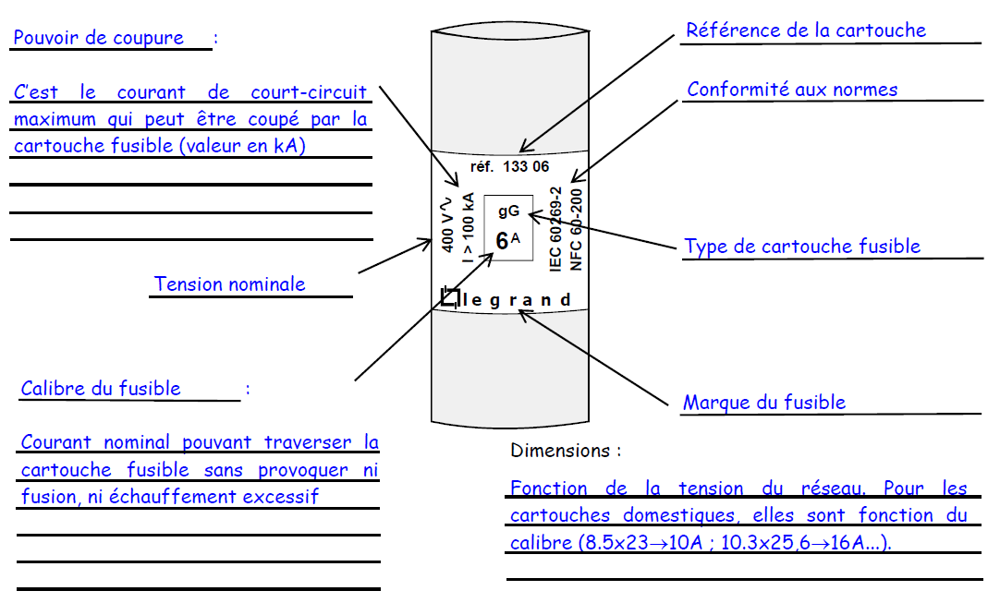 Pouvoir de coupure :
C'est le courant de court-circuit
maximum qui peut être coupé par la
cartouche fusible (valeur en kA)
Tension nominale
Calibre du fusible :
Courant nominal pouvant traverser la
cartouche fusible sans provoquer ni
fusion, ni échauffement excessif
réf. 133 06
400 V ~
I > 100 kA
gG
6 A
IEC 60269-2
NFC 60-200
legrand
Référence de la cartouche
Conformité aux normes
Type de cartouche fusible
Marque du fusible
Dimensions :
Fonction de la tension du réseau. Pour les
cartouches domestiques, elles sont fonction du
calibre (8.5x23→10A ; 10.3x25,6→16A...).